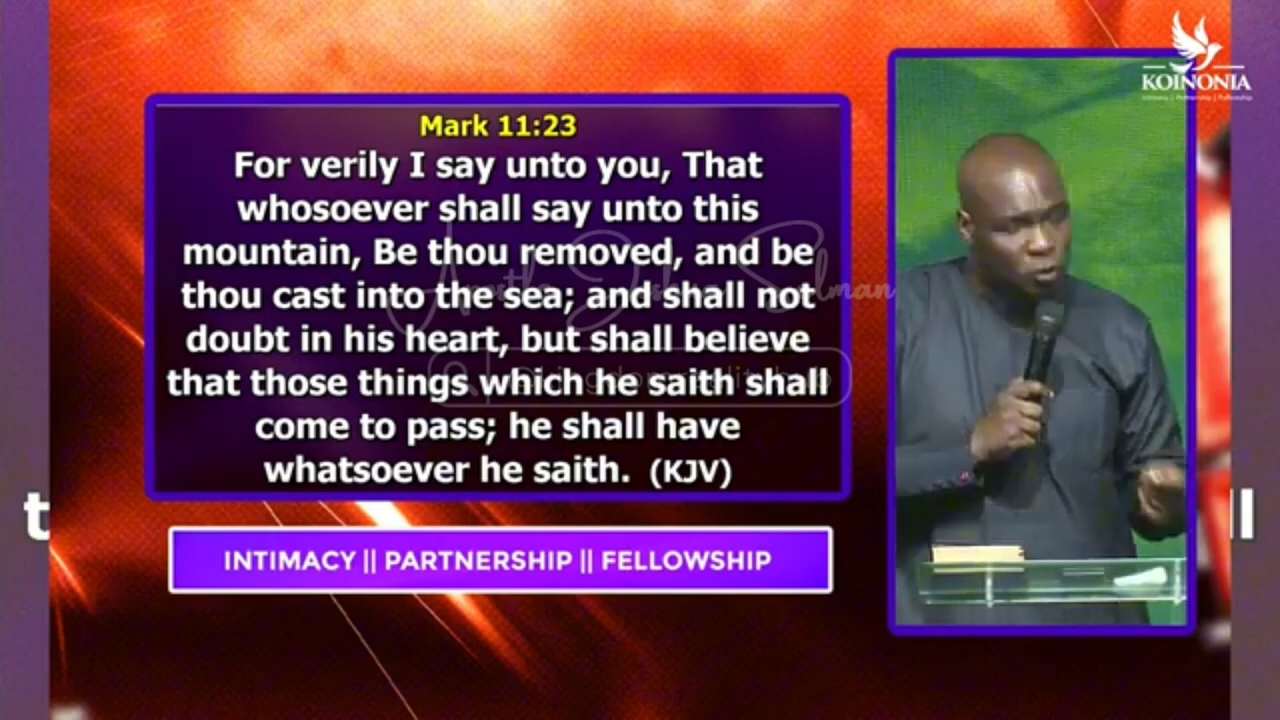 KOINONIA
Mark 11:23
For verily I say unto you, That
whosoever shall say unto this
mountain, Be thou removed, and be
thou cast into the sea; and shall not
doubt in his heart, but shall believe
that those things which he saith shall
come to pass; he shall have
whatsoever he saith. (KJV)
INTIMACY || PARTNERSHIP || FELLOWSHIP